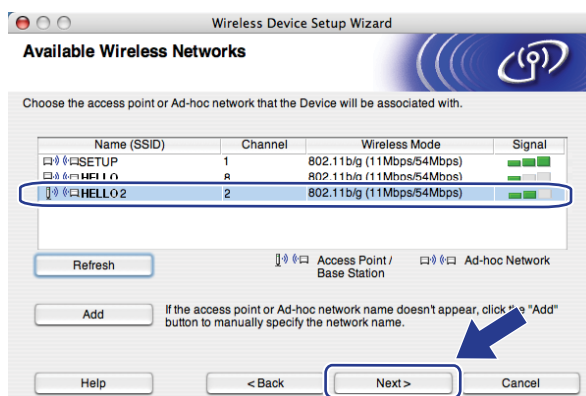 Wireless Device Setup Wizard
Available Wireless Networks
Choose the access point or Ad-hoc network that the Device will be associated with.
Name (SSID) Channel Wireless Mode Signal
SETUP 1 802.11b/g (11Mbps/54Mbps)
HELLO 8 802.11b/g (11Mbps/54Mbps)
HELLO2 2 802.11b/g (11Mbps/54Mbps)
Refresh
Access Point / Ad-hoc Network
Base Station
Add
If the access point or Ad-hoc network name doesn't appear, click the "Add"
button to manually specify the network name.
Help < Back Next > Cancel